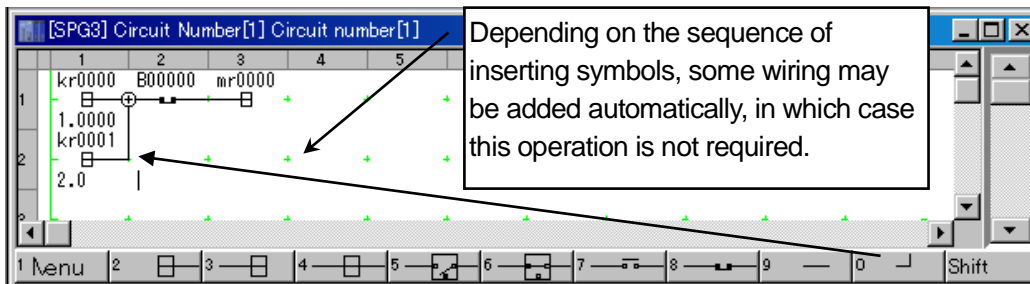 [SPG3] Circuit Number[1] Circuit number[1]
Depending on the sequence of
inserting symbols, some wiring may
be added automatically, in which case
this operation is not required.
1 2 3 4 5
kr0000 B00000 mr0000
1
1.0000
kr0001
2
2.0
1 Menu 2 3 4 5 6 7 8 9 0 Shift